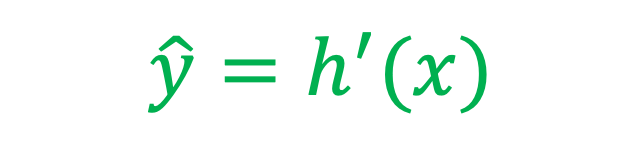 ŷ = h′(x)